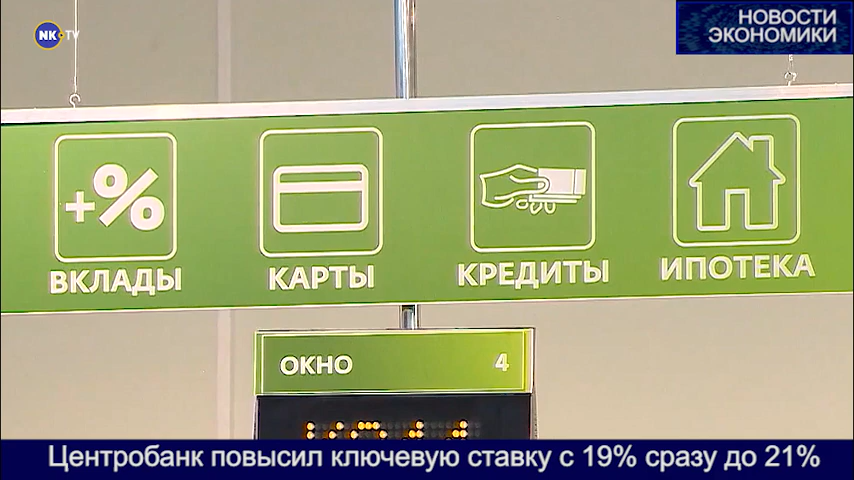 NK TV
НОВОСТИ
ЭКОНОМИКИ
+%
ВКЛАДЫ
КАРТЫ
КРЕДИТЫ
ИПОТЕКА
ОКНО 4
Центробанк повысил ключевую ставку с 19% сразу до 21%